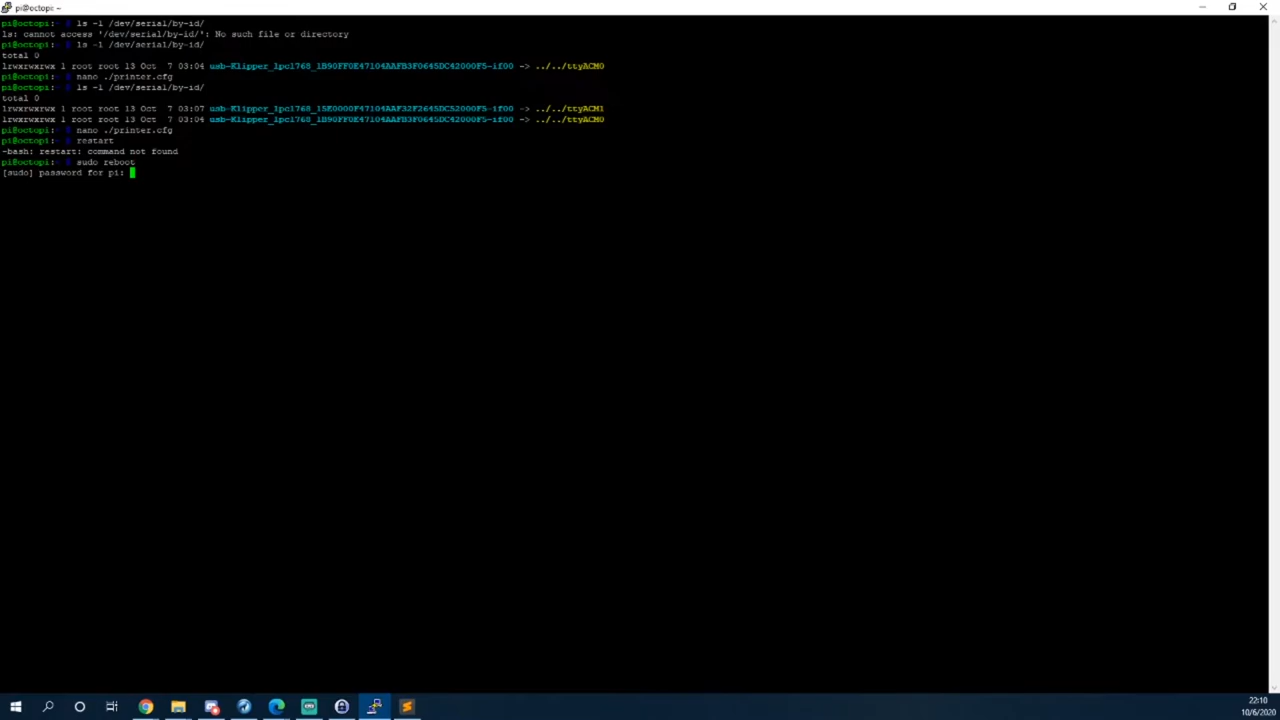 pi@octopi: ~
pi@octopi:~ $ ls -l /dev/serial/by-id/
ls: cannot access '/dev/serial/by-id/': No such file or directory
pi@octopi:~ $ ls -l /dev/serial/by-id/
total 0
lrwxrwxrwx 1 root root 13 Oct  7 03:04 usb-Klipper_lpc1768_1B90FF0E47104AAFB3F0645DC42000F5-if00 -> ../../ttyACM0
pi@octopi:~ $ nano ./printer.cfg
pi@octopi:~ $ ls -l /dev/serial/by-id/
total 0
lrwxrwxrwx 1 root root 13 Oct  7 03:07 usb-Klipper_lpc1768_15E0000F47104AAF32F2645DC52000F5-if00 -> ../../ttyACM1
lrwxrwxrwx 1 root root 13 Oct  7 03:04 usb-Klipper_lpc1768_1B90FF0E47104AAFB3F0645DC42000F5-if00 -> ../../ttyACM0
pi@octopi:~ $ nano ./printer.cfg
pi@octopi:~ $ restart
-bash: restart: command not found
pi@octopi:~ $ sudo reboot
[sudo] password for pi:
22:10
10/6/2020